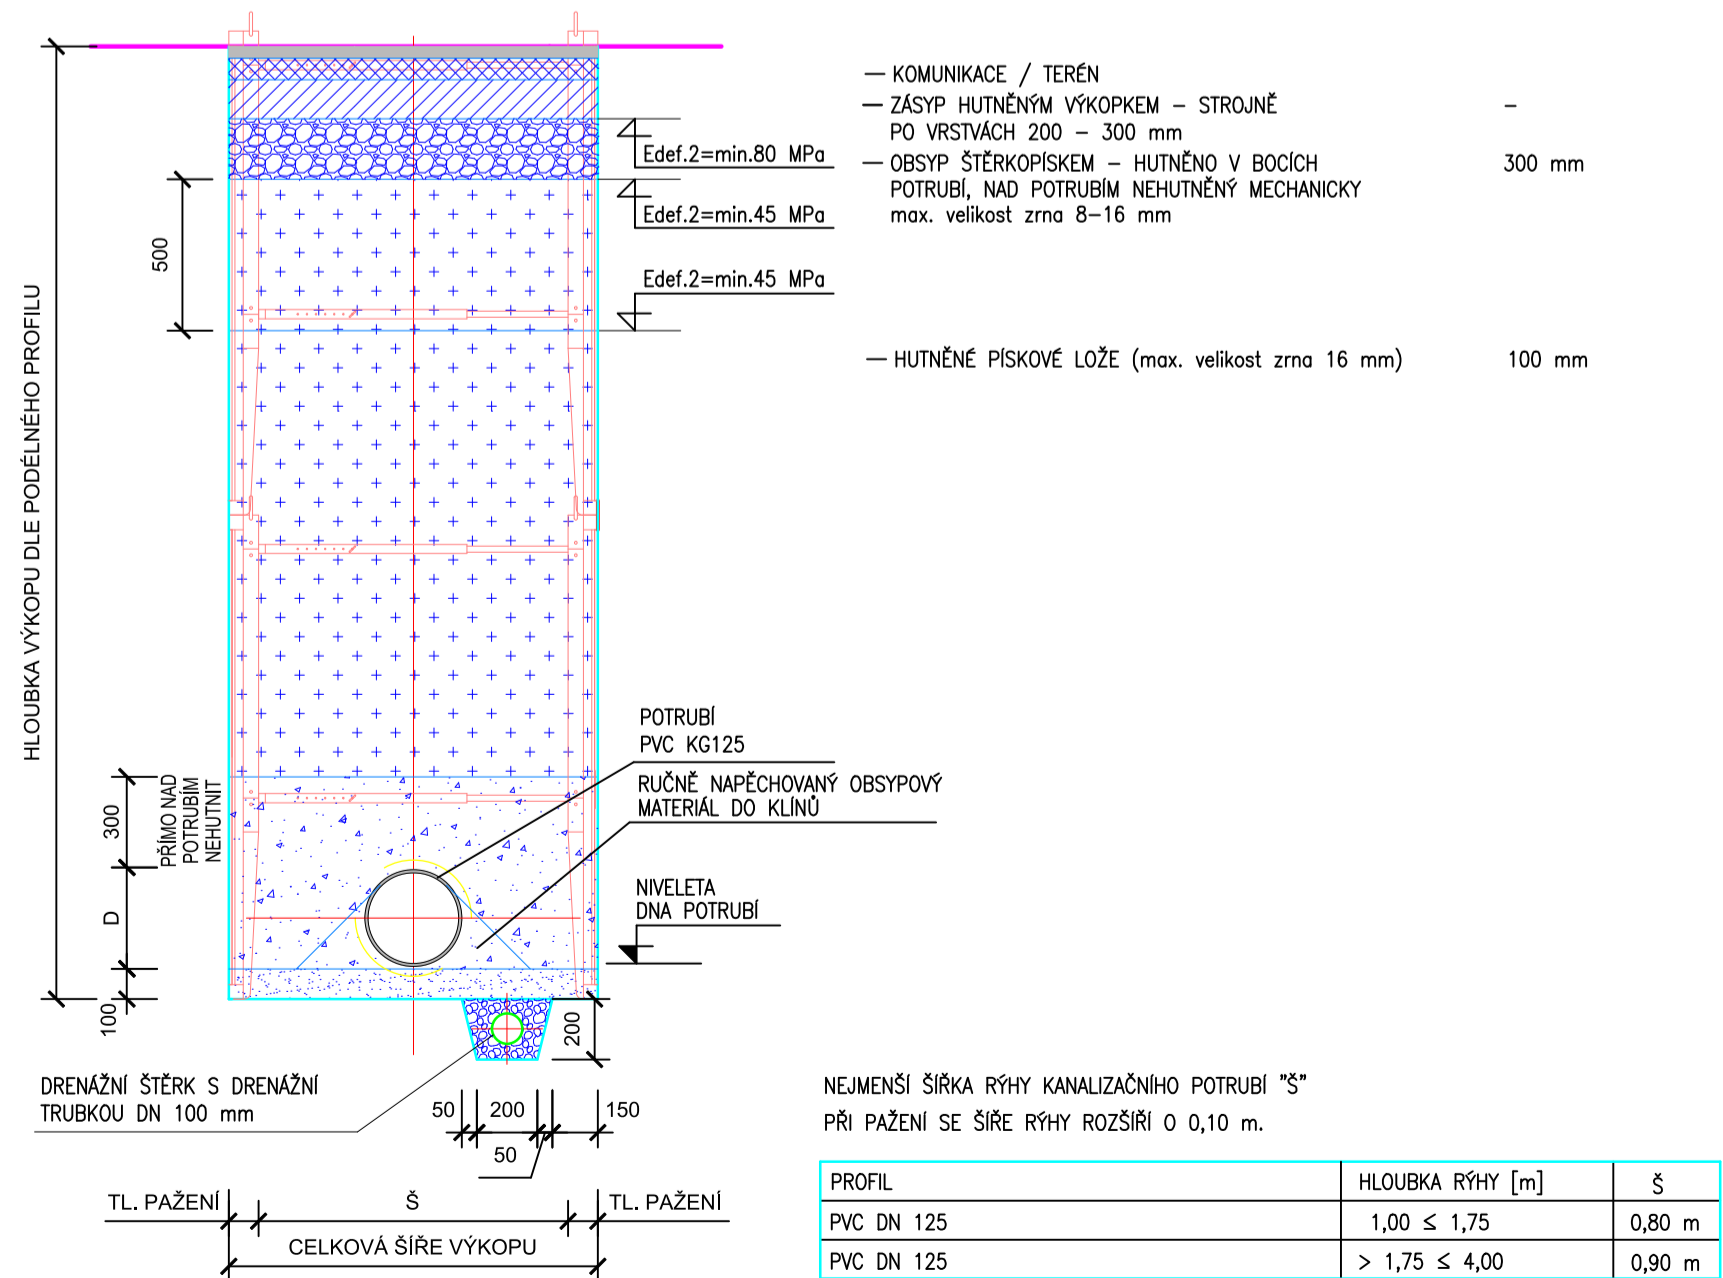 — KOMUNIKACE / TERÉN
— ZÁSYP HUTNĚNÝM VÝKOPKEM – STROJNĚ –
PO VRSTVÁCH 200 – 300 mm
— OBSYP ŠTĚRKOPÍSKEM – HUTNĚNO V BOCÍCH 300 mm
POTRUBÍ, NAD POTRUBÍM NEHUTNĚNÝ MECHANICKY
max. velikost zrna 8–16 mm
— HUTNĚNÉ PÍSKOVÉ LOŽE (max. velikost zrna 16 mm) 100 mm
Edef.2=min.80 MPa
Edef.2=min.45 MPa
Edef.2=min.45 MPa
500
HLOUBKA VÝKOPU DLE PODÉLNÉHO PROFILU
POTRUBÍ
PVC KG125
RUČNĚ NAPĚCHOVANÝ OBSYPOVÝ
MATERIÁL DO KLÍNŮ
300
PŘÍMO NAD
POTRUBÍM
NEHUTNIT
D
NIVELETA
DNA POTRUBÍ
100
200
DRENÁŽNÍ ŠTĚRK S DRENÁŽNÍ
TRUBKOU DN 100 mm
50 200 150
50
TL. PAŽENÍ Š TL. PAŽENÍ
CELKOVÁ ŠÍŘE VÝKOPU
NEJMENŠÍ ŠÍŘKA RÝHY KANALIZAČNÍHO POTRUBÍ "Š"
PŘI PAŽENÍ SE ŠÍŘE RÝHY ROZŠÍŘÍ O 0,10 m.
PROFIL HLOUBKA RÝHY [m] Š
PVC DN 125 1,00 ≤ 1,75 0,80 m
PVC DN 125 > 1,75 ≤ 4,00 0,90 m